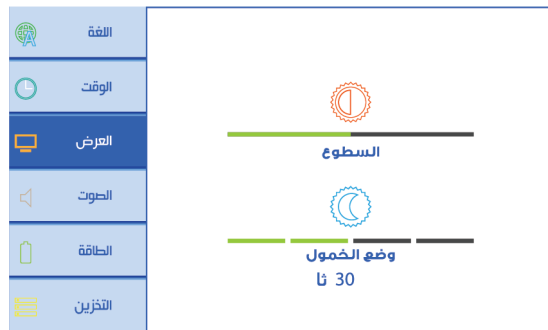 اللغة
الوقت
العرض
الصوت
الطاقة
التخزين
السطوع
وضع الخمول
30 ثا